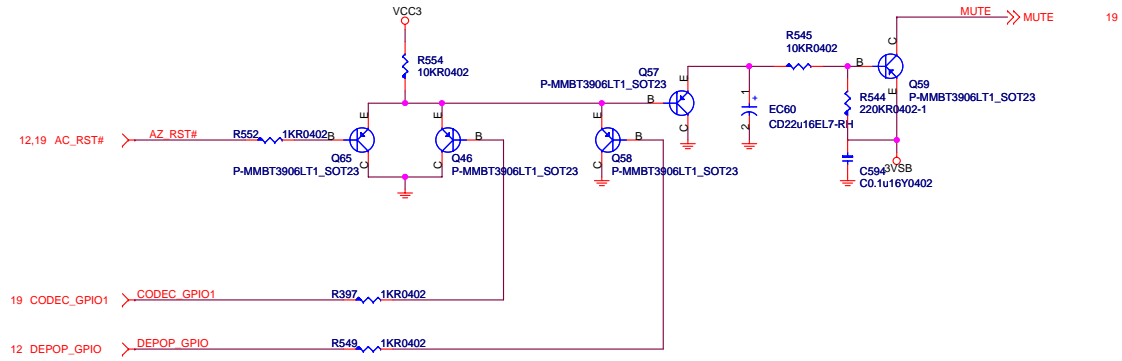 VCC3
R554
10KR0402
MUTE
MUTE
19
R545
10KR0402
C
B
E
Q59
P-MMBT3906LT1_SOT23
R544
220KR0402-1
Q57
P-MMBT3906LT1_SOT23
E
B
C
1
+
2
EC60
CD22u16EL7-RH
3VSB
C594
C0.1u16Y0402
12,19 AC_RST#
AZ_RST#
R552
1KR0402
B
E
C
Q65
P-MMBT3906LT1_SOT23
E
B
C
Q46
P-MMBT3906LT1_SOT23
E
B
C
Q58
P-MMBT3906LT1_SOT23
19 CODEC_GPIO1
CODEC_GPIO1
R397
1KR0402
12 DEPOP_GPIO
DEPOP_GPIO
R549
1KR0402